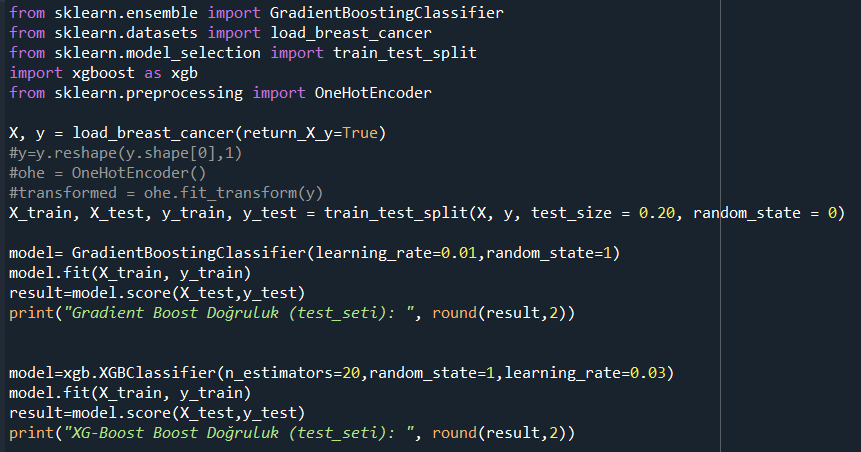 from sklearn.ensemble import GradientBoostingClassifier
from sklearn.datasets import load_breast_cancer
from sklearn.model_selection import train_test_split
import xgboost as xgb
from sklearn.preprocessing import OneHotEncoder
X, y = load_breast_cancer(return_X_y=True)
#y=y.reshape(y.shape[0],1)
#ohe = OneHotEncoder()
#transformed = ohe.fit_transform(y)
X_train, X_test, y_train, y_test = train_test_split(X, y, test_size = 0.20, random_state = 0)
model= GradientBoostingClassifier(learning_rate=0.01,random_state=1)
model.fit(X_train, y_train)
result=model.score(X_test,y_test)
print("Gradient Boost Doğruluk (test_seti): ", round(result,2))
model=xgb.XGBClassifier(n_estimators=20,random_state=1,learning_rate=0.03)
model.fit(X_train, y_train)
result=model.score(X_test,y_test)
print("XG-Boost Boost Doğruluk (test_seti): ", round(result,2))